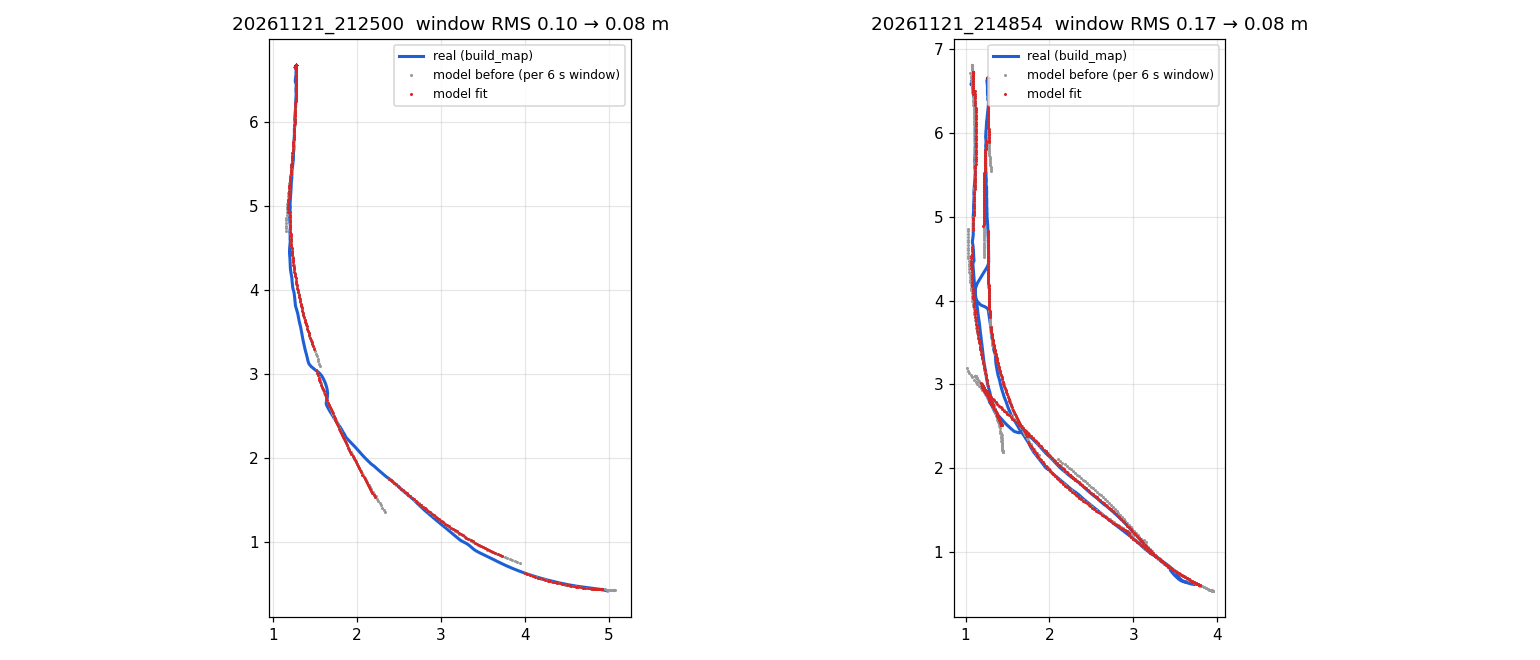 20261121_212500  window RMS 0.10 → 0.08 m
real (build_map)
model before (per 6 s window)
model fit
6
5
4
3
2
1
1 2 3 4 5
20261121_214854  window RMS 0.17 → 0.08 m
real (build_map)
model before (per 6 s window)
model fit
7
6
5
4
3
2
1
1 2 3 4